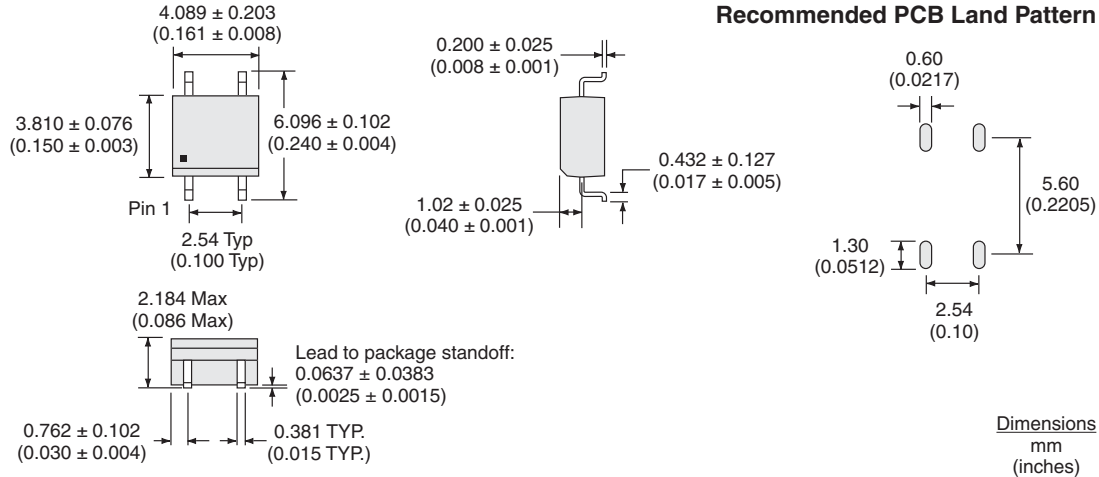 Recommended PCB Land Pattern
4.089 ± 0.203
(0.161 ± 0.008)
3.810 ± 0.076
(0.150 ± 0.003)
6.096 ± 0.102
(0.240 ± 0.004)
Pin 1
2.54 Typ
(0.100 Typ)
0.200 ± 0.025
(0.008 ± 0.001)
0.432 ± 0.127
(0.017 ± 0.005)
1.02 ± 0.025
(0.040 ± 0.001)
0.60
(0.0217)
5.60
(0.2205)
1.30
(0.0512)
2.54
(0.10)
2.184 Max
(0.086 Max)
Lead to package standoff:
0.0637 ± 0.0383
(0.0025 ± 0.0015)
0.762 ± 0.102
(0.030 ± 0.004)
0.381 TYP.
(0.015 TYP.)
Dimensions
mm
(inches)